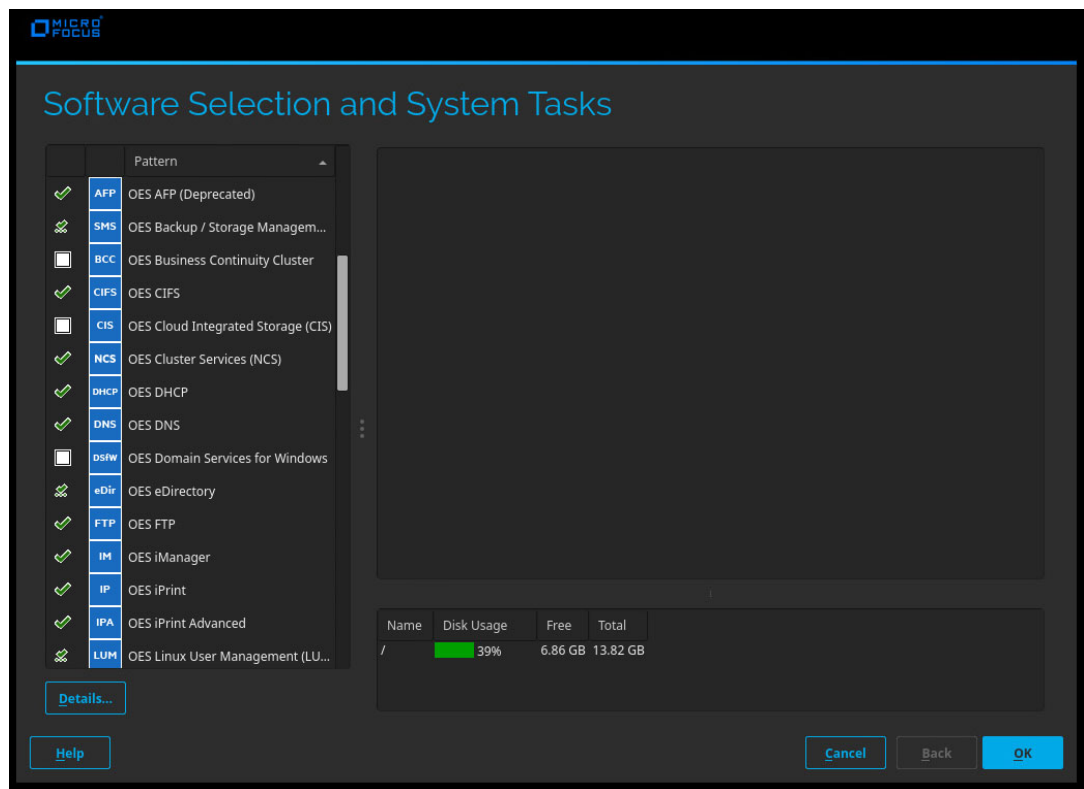 MICRO
FOCUS
Software Selection and System Tasks
Pattern
AFP OES AFP (Deprecated)
SMS OES Backup / Storage Managem...
BCC OES Business Continuity Cluster
CIFS OES CIFS
CIS OES Cloud Integrated Storage (CIS)
NCS OES Cluster Services (NCS)
DHCP OES DHCP
DNS OES DNS
DSfW OES Domain Services for Windows
eDir OES eDirectory
FTP OES FTP
IM OES iManager
IP OES iPrint
IPA OES iPrint Advanced
LUM OES Linux User Management (LU...
Name Disk Usage Free Total
/ 39% 6.86 GB 13.82 GB
Details...
Help Cancel Back OK